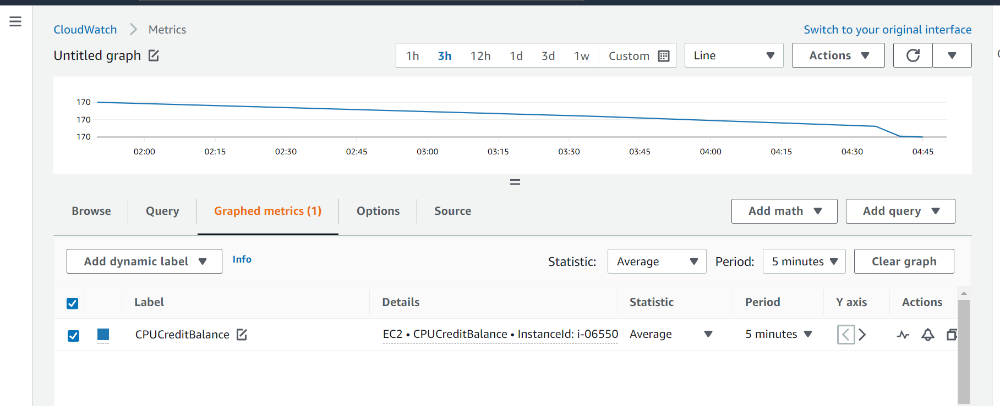 CloudWatch Metrics
Switch to your original interface
Untitled graph
1h 3h 12h 1d 3d 1w Custom
Line
Actions
170
170
170
02:00 02:15 02:30 02:45 03:00 03:15 03:30 03:45 04:00 04:15 04:30 04:45
Browse Query Graphed metrics (1) Options Source
Add math Add query
Add dynamic label Info
Statistic: Average Period: 5 minutes Clear graph
Label Details Statistic Period Y axis Actions
CPUCreditBalance EC2 • CPUCreditBalance • InstanceId: i-06550 Average 5 minutes